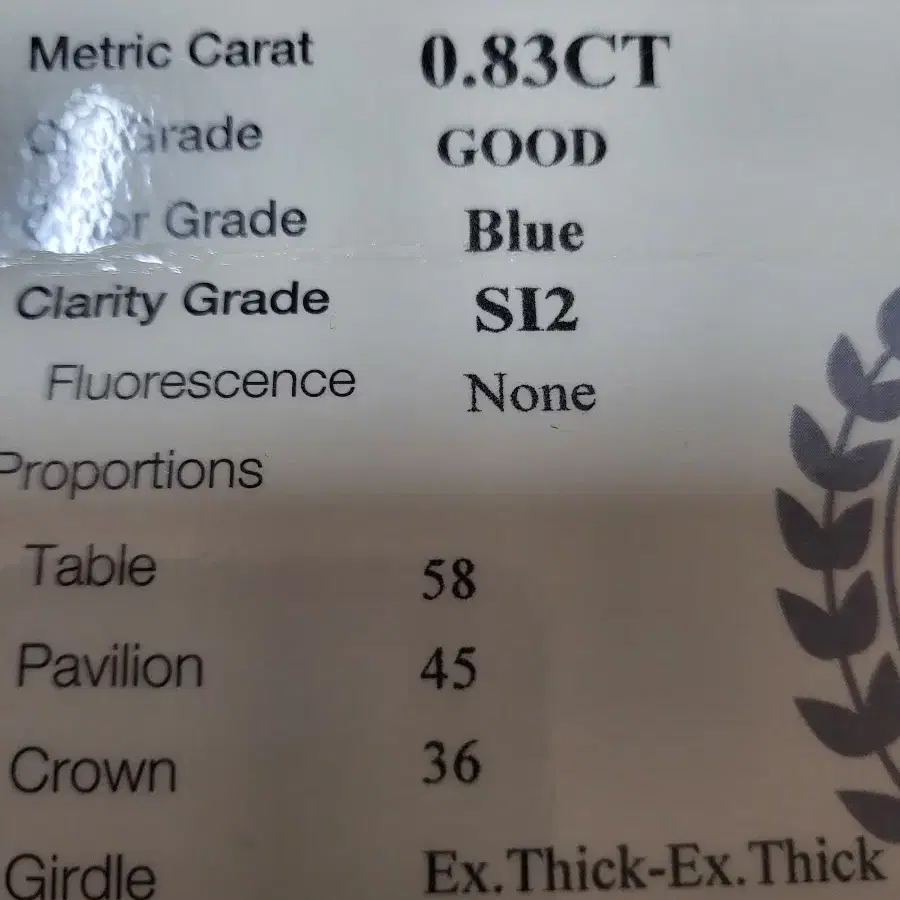 Metric Carat 0.83CT
Grade GOOD
Grade Blue
Clarity Grade SI2
Fluorescence None
Proportions
Table 58
Pavilion 45
Crown 36
Girdle Ex.Thick-Ex.Thick